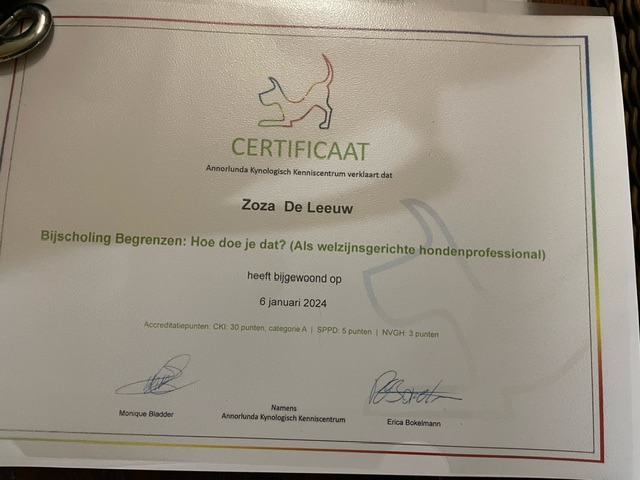 CERTIFICAAT
Annorlunda Kynologisch Kenniscentrum verklaart dat
Zoza De Leeuw
Bijscholing Begrenzen: Hoe doe je dat? (Als welzijnsgerichte hondenprofessional)
heeft bijgewoond op
6 januari 2024
Accreditatiepunten: CKI: 30 punten, categorie A | SPPD: 5 punten | NVGH: 3 punten
Monique Bladder
Namens
Annorlunda Kynologisch Kenniscentrum
Erica Bokelmann